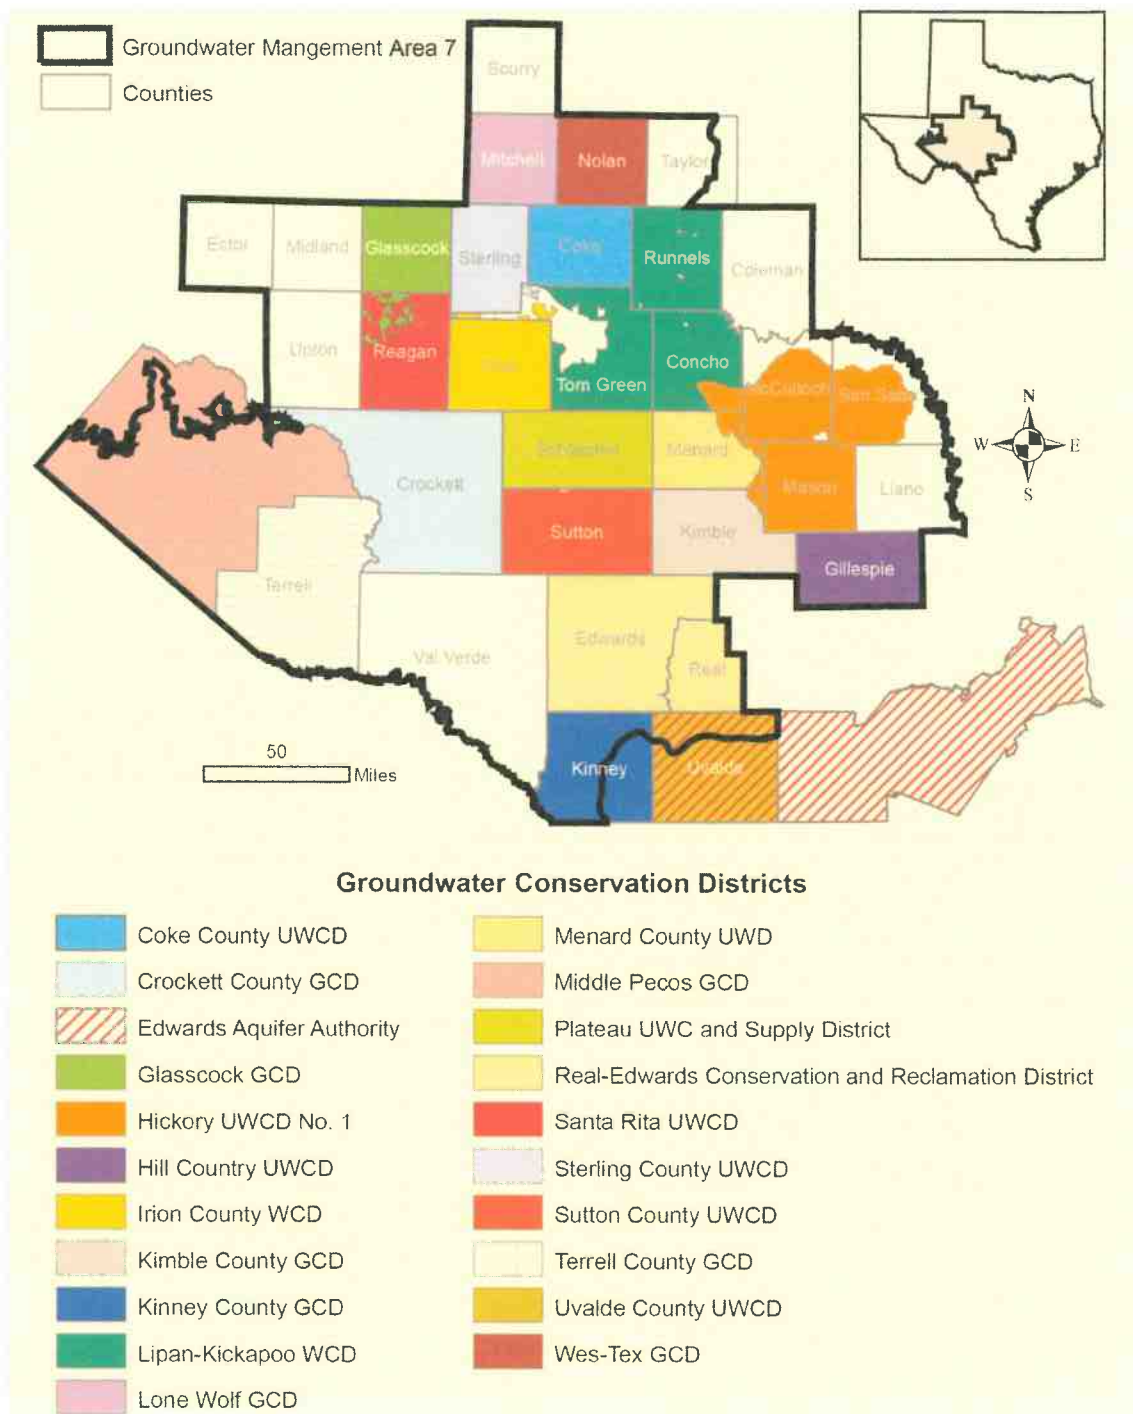 Groundwater Mangement Area 7
Counties
Scurry
Mitchell
Nolan
Taylor
Ector
Midland
Glasscock
Sterling
Coke
Runnels
Coleman
Upton
Reagan
Irion
Tom Green
Concho
McCulloch
San Saba
Crockett
Schleicher
Menard
Mason
Llano
N
W
E
S
Sutton
Kimble
Gillespie
Terrell
Val Verde
Edwards
Real
Kinney
Uvalde
50
Miles
Groundwater Conservation Districts
Coke County UWCD
Crockett County GCD
Edwards Aquifer Authority
Glasscock GCD
Hickory UWCD No. 1
Hill Country UWCD
Irion County WCD
Kimble County GCD
Kinney County GCD
Lipan-Kickapoo WCD
Lone Wolf GCD
Menard County UWD
Middle Pecos GCD
Plateau UWC and Supply District
Real-Edwards Conservation and Reclamation District
Santa Rita UWCD
Sterling County UWCD
Sutton County UWCD
Terrell County GCD
Uvalde County UWCD
Wes-Tex GCD